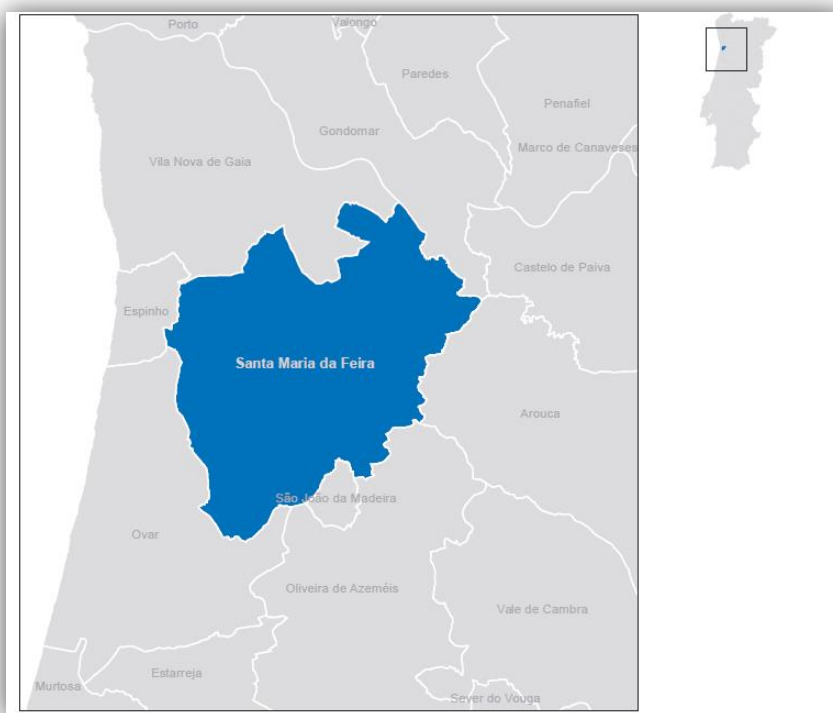 Porto
Valongo
Paredes
Penafiel
Gondomar
Marco de Canaveses
Vila Nova de Gaia
Castelo de Paiva
Espinho
Santa Maria da Feira
Arouca
São João da Madeira
Ovar
Oliveira de Azeméis
Vale de Cambra
Estarreja
Murtosa
Sever do Vouga